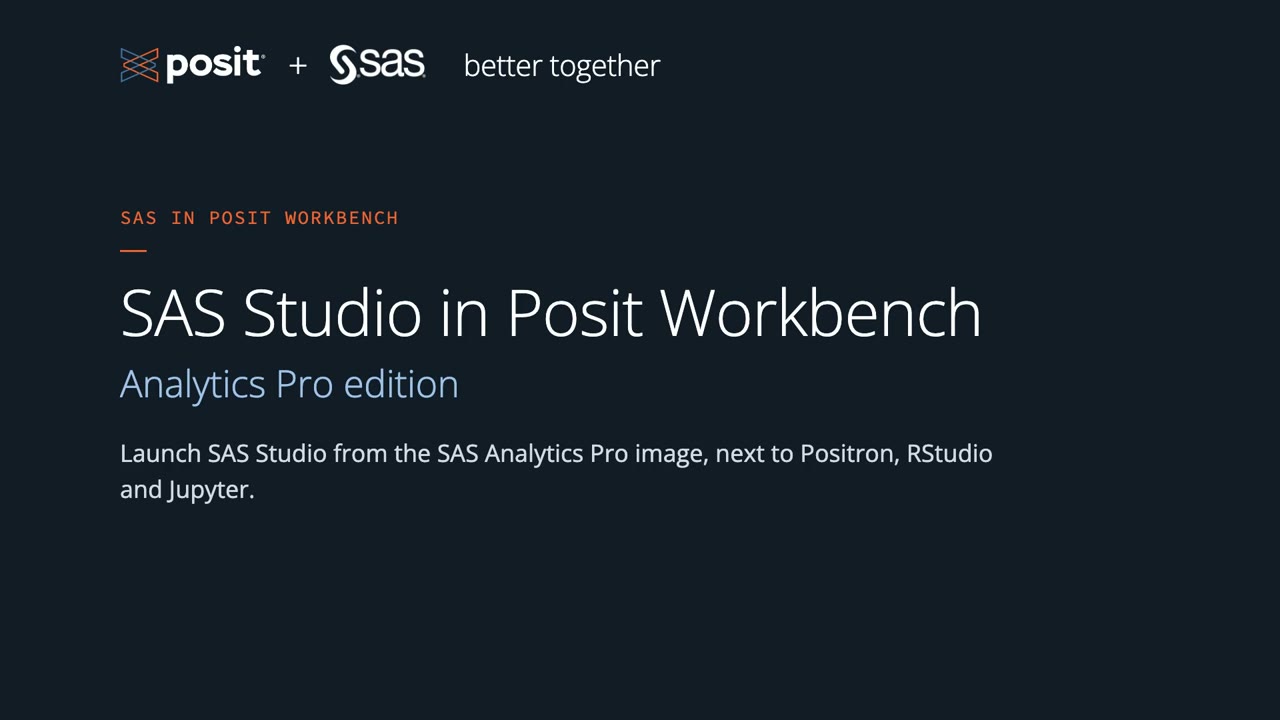 posit + sas better together
SAS IN POSIT WORKBENCH
SAS Studio in Posit Workbench
Analytics Pro edition
Launch SAS Studio from the SAS Analytics Pro image, next to Positron, RStudio
and Jupyter.